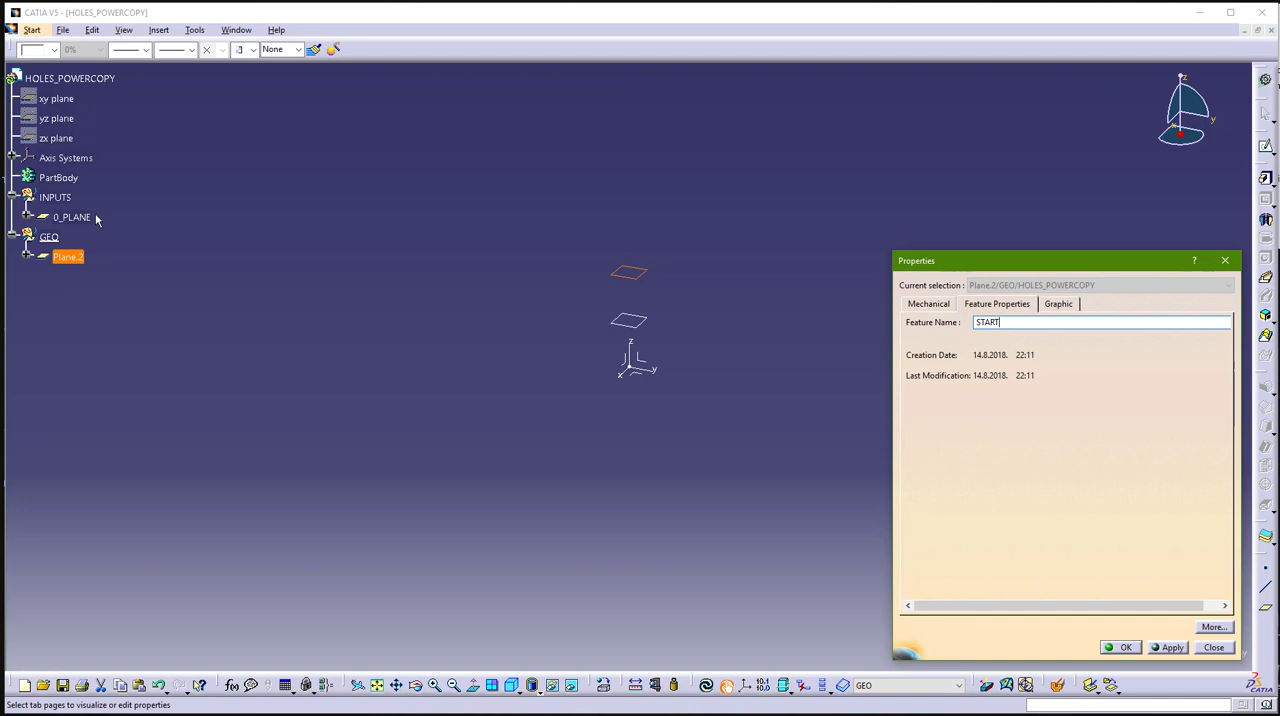 CATIA V5 - [HOLES_POWERCOPY]
Start File Edit View Insert Tools Window Help
0% None
HOLES_POWERCOPY
xy plane
yz plane
zx plane
Axis Systems
PartBody
INPUTS
0_PLANE
GEO
Plane.2
z
y
x
z
y
x
Properties ?
Current selection : Plane.2/GEO/HOLES_POWERCOPY
Mechanical Feature Properties Graphic
Feature Name : START
Creation Date: 14.8.2018. 22:11
Last Modification: 14.8.2018. 22:11
More...
OK Apply Close
GEO
CATIA
Select tab pages to visualize or edit properties